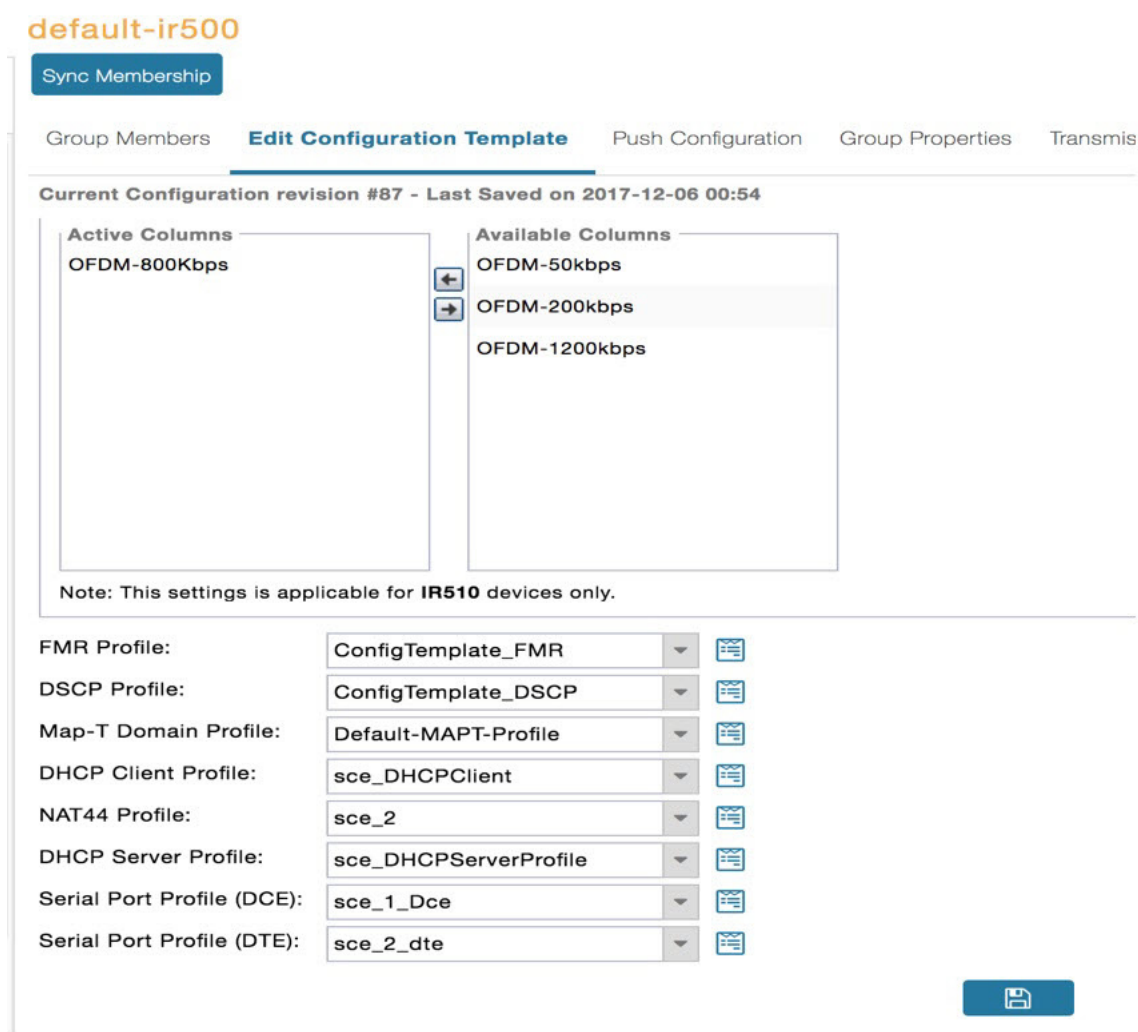 default-ir500
Sync Membership
Group Members Edit Configuration Template Push Configuration Group Properties Transmis
Current Configuration revision #87 - Last Saved on 2017-12-06 00:54
Active Columns Available Columns
OFDM-800Kbps OFDM-50kbps
OFDM-200kbps
OFDM-1200kbps
Note: This settings is applicable for IR510 devices only.
FMR Profile: ConfigTemplate_FMR
DSCP Profile: ConfigTemplate_DSCP
Map-T Domain Profile: Default-MAPT-Profile
DHCP Client Profile: sce_DHCPClient
NAT44 Profile: sce_2
DHCP Server Profile: sce_DHCPServerProfile
Serial Port Profile (DCE): sce_1_Dce
Serial Port Profile (DTE): sce_2_dte